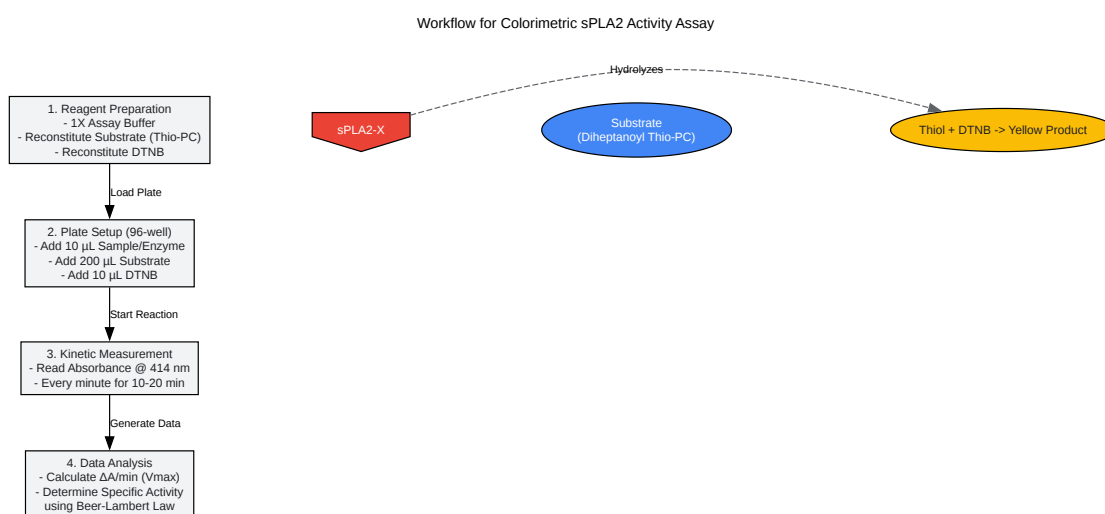 Workflow for Colorimetric sPLA2 Activity Assay
Hydrolyzes
1. Reagent Preparation
- 1X Assay Buffer
- Reconstitute Substrate (Thio-PC)
- Reconstitute DTNB
sPLA2-X
Substrate
(Diheptanoyl Thio-PC)
Thiol + DTNB -> Yellow Product
Load Plate
2. Plate Setup (96-well)
- Add 10 µL Sample/Enzyme
- Add 200 µL Substrate
- Add 10 µL DTNB
Start Reaction
3. Kinetic Measurement
- Read Absorbance @ 414 nm
- Every minute for 10-20 min
Generate Data
4. Data Analysis
- Calculate ΔA/min (Vmax)
- Determine Specific Activity
using Beer-Lambert Law